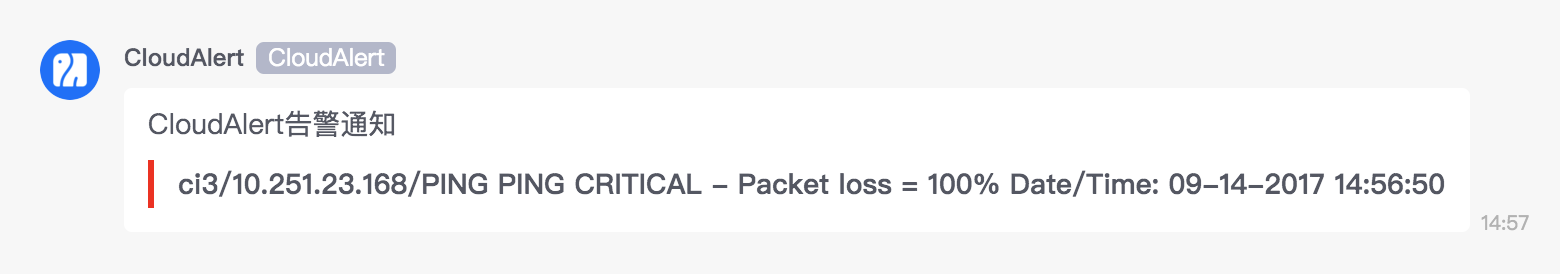 CloudAlert CloudAlert
CloudAlert告警通知
ci3/10.251.23.168/PING PING CRITICAL – Packet loss = 100% Date/Time: 09–14–2017 14:56:50
14:57